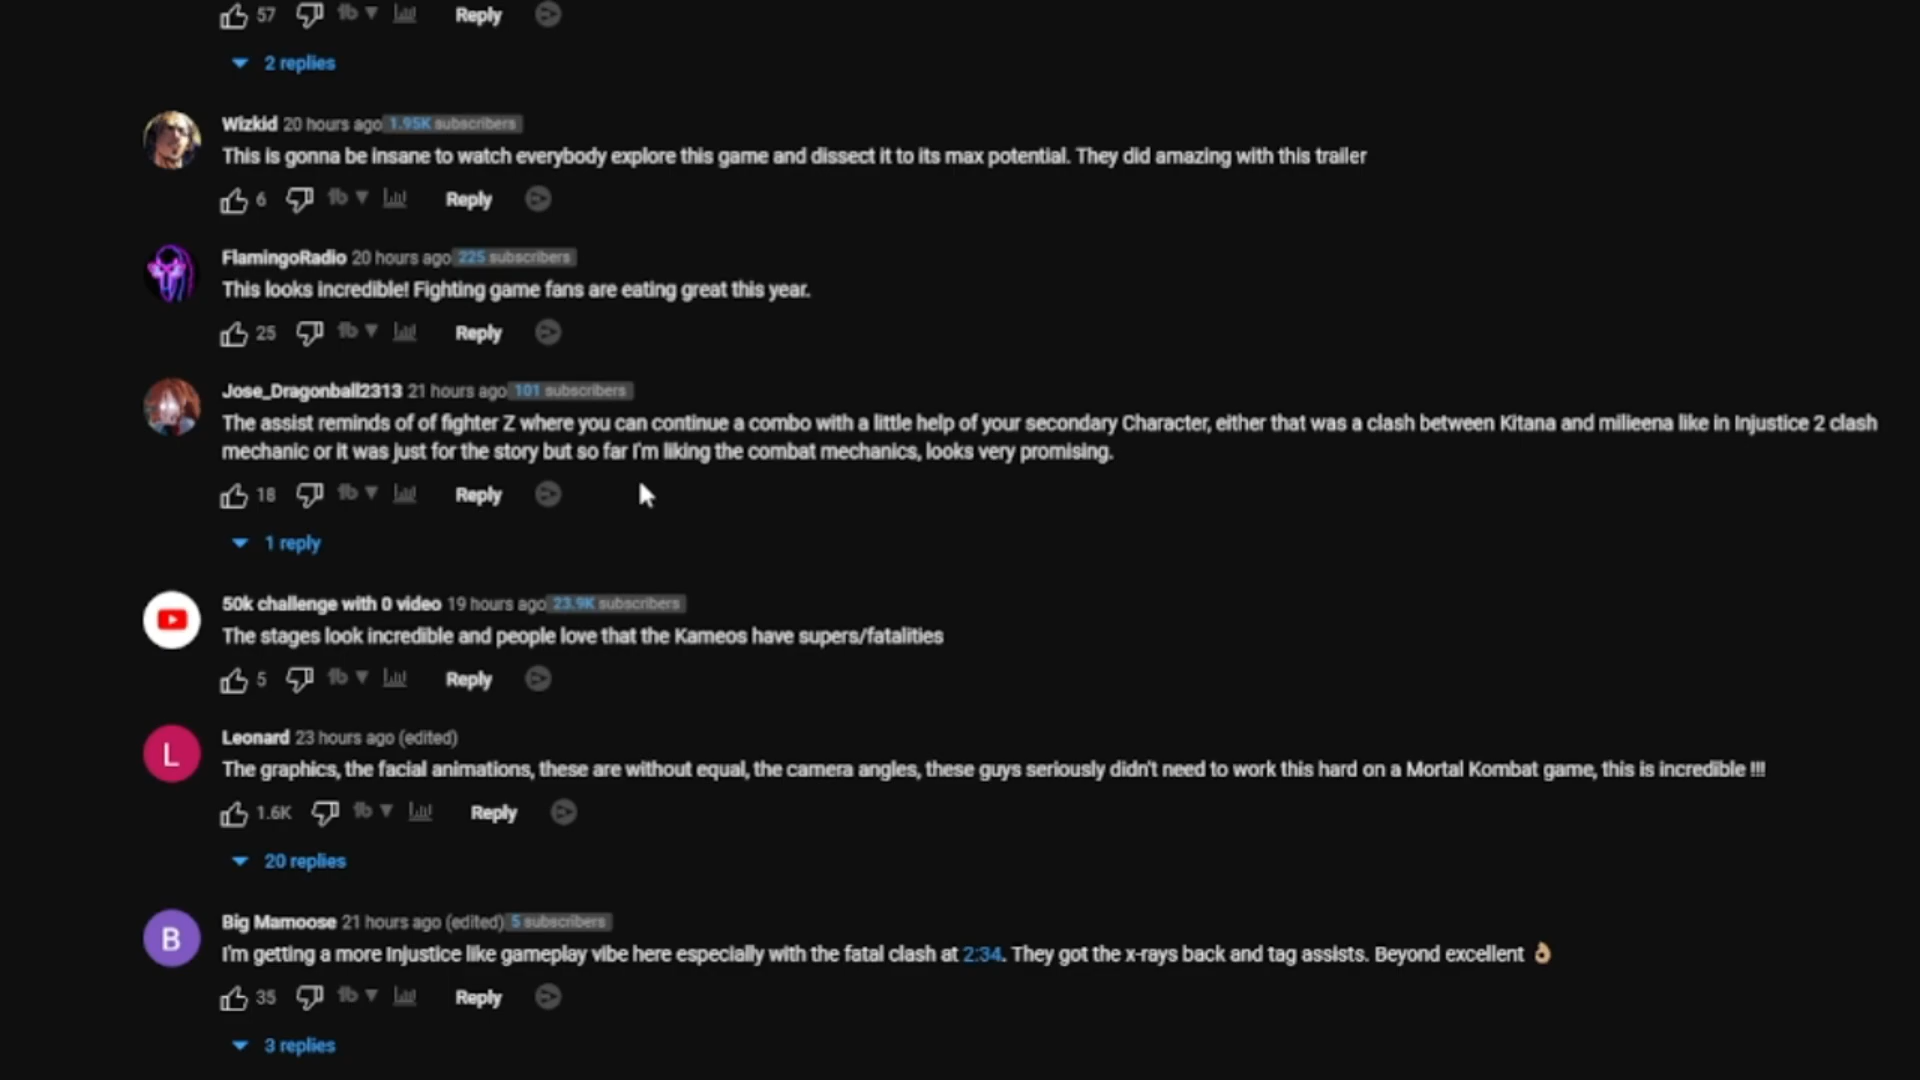 57 Reply
2 replies
Wizkid 20 hours ago 1.95K subscribers
This is gonna be insane to watch everybody explore this game and dissect it to its max potential. They did amazing with this trailer
6 Reply
FlamingoRadio 20 hours ago 225 subscribers
This looks incredible! Fighting game fans are eating great this year.
25 Reply
Jose_Dragonball2313 21 hours ago 101 subscribers
The assist reminds of of fighter Z where you can continue a combo with a little help of your secondary Character, either that was a clash between Kitana and milieena like in Injustice 2 clash
mechanic or it was just for the story but so far I'm liking the combat mechanics, looks very promising.
18 Reply
1 reply
50k challenge with 0 video 19 hours ago 23.9K subscribers
The stages look incredible and people love that the Kameos have supers/fatalities
5 Reply
L Leonard 23 hours ago (edited)
The graphics, the facial animations, these are without equal, the camera angles, these guys seriously didn't need to work this hard on a Mortal Kombat game, this is incredible !!!
1.6K Reply
20 replies
B Big Mamoose 21 hours ago (edited) 5 subscribers
I'm getting a more Injustice like gameplay vibe here especially with the fatal clash at 2:34. They got the x-rays back and tag assists. Beyond excellent 👌🏼
35 Reply
3 replies